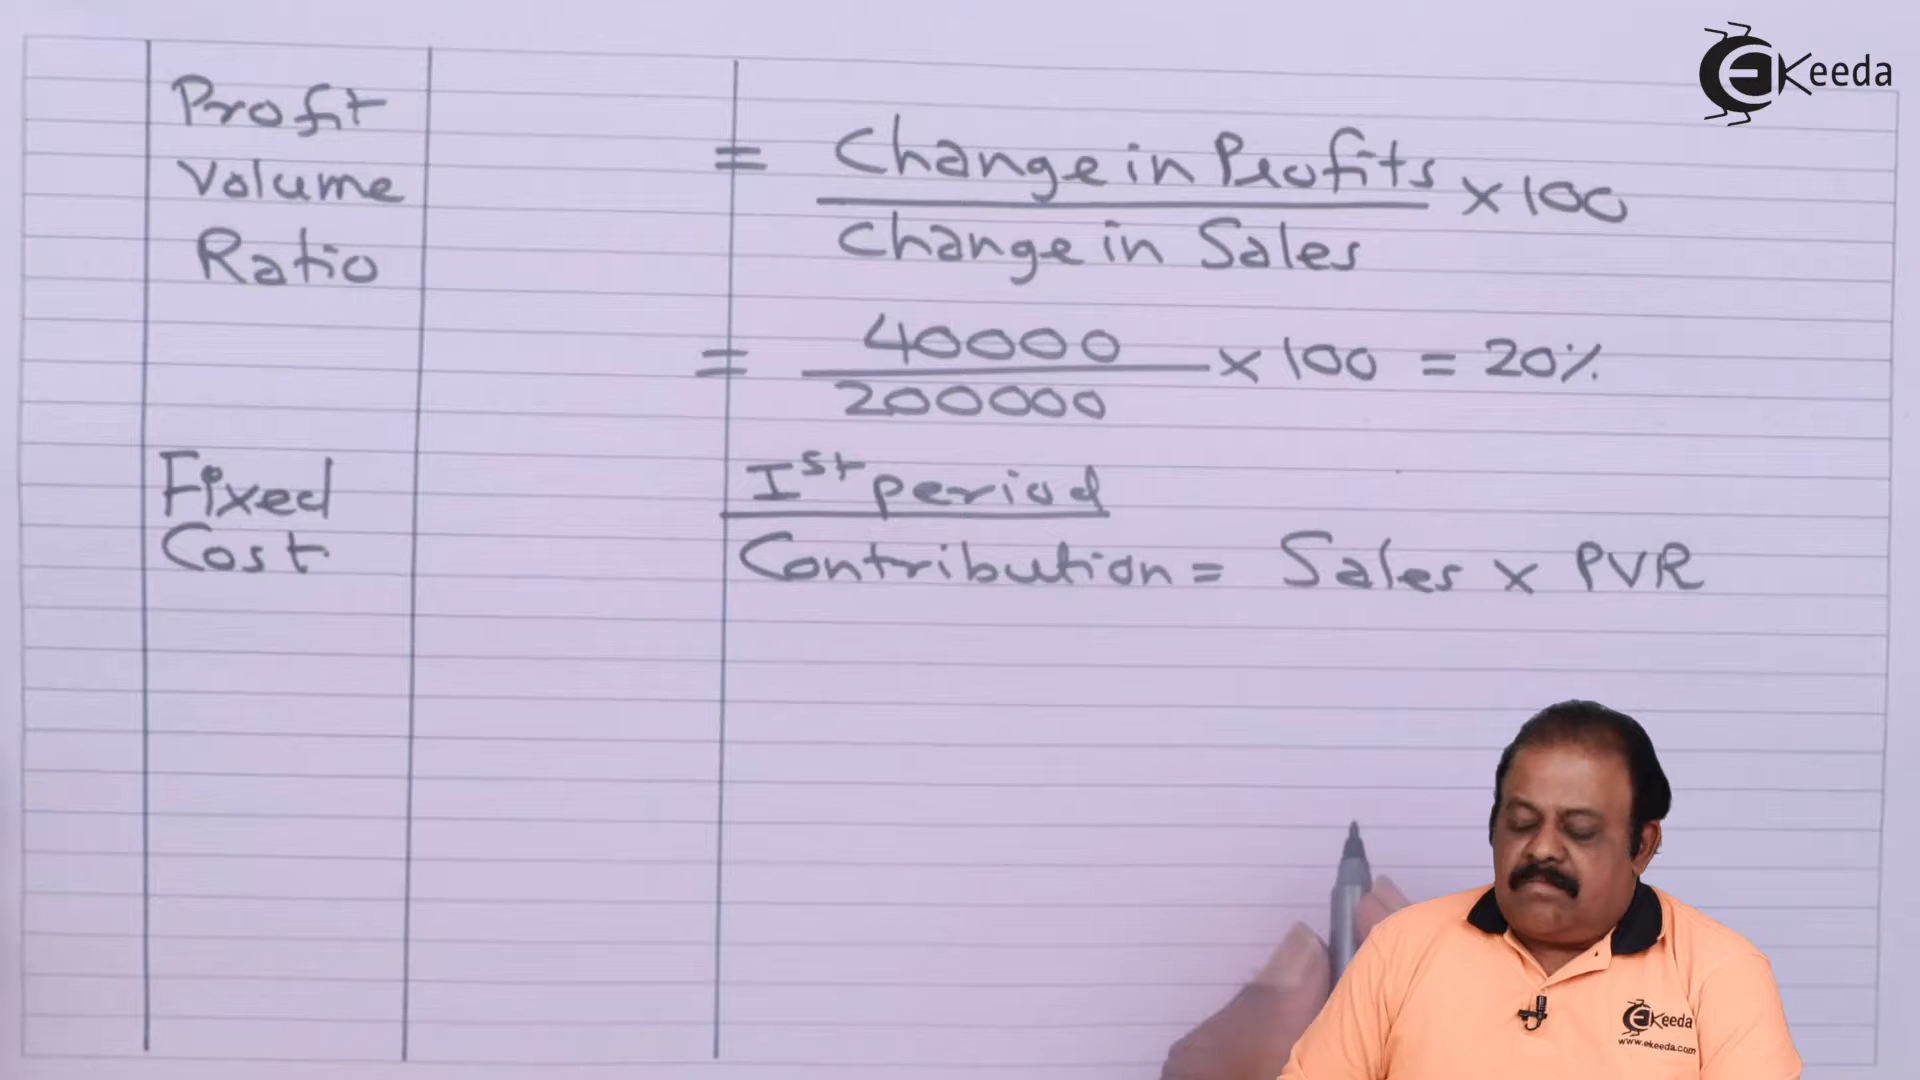 EKeeda
Profit
Volume
Ratio
= Change in Profits × 100
Change in Sales
= 40000 × 100 = 20%
200000
Fixed
Cost
Ist period
Contribution = Sales × PVR
EKeeda
www.ekeeda.com